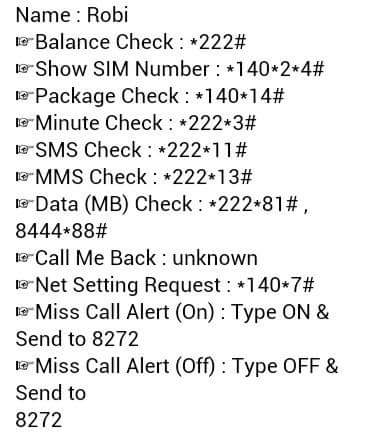 Name : Robi
☞Balance Check : *222#
☞Show SIM Number : *140*2*4#
☞Package Check : *140*14#
☞Minute Check : *222*3#
☞SMS Check : *222*11#
☞MMS Check : *222*13#
☞Data (MB) Check : *222*81# ,
8444*88#
☞Call Me Back : unknown
☞Net Setting Request : *140*7#
☞Miss Call Alert (On) : Type ON &
Send to 8272
☞Miss Call Alert (Off) : Type OFF &
Send to
8272